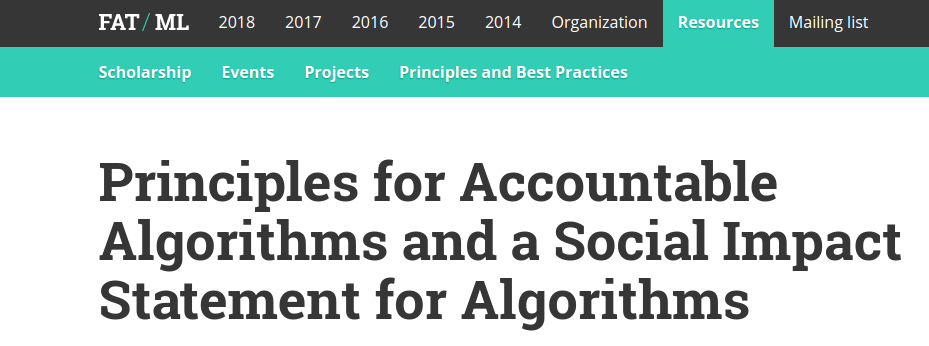 FAT / ML 2018 2017 2016 2015 2014 Organization Resources Mailing list
Scholarship Events Projects Principles and Best Practices
Principles for Accountable
Algorithms and a Social Impact
Statement for Algorithms